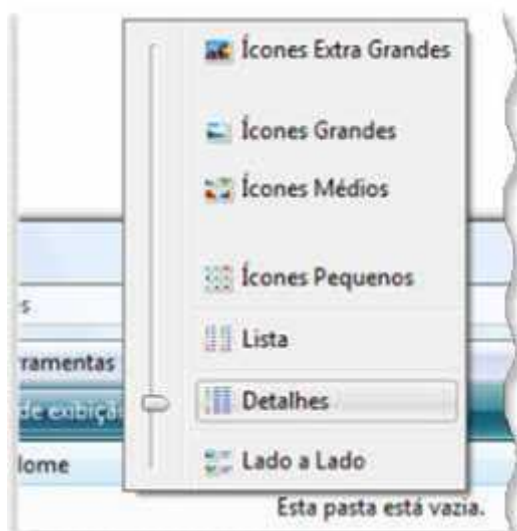 Ícones Extra Grandes
Ícones Grandes
Ícones Médios
Ícones Pequenos
s
Lista
ramentas
Detalhes
de exibiçã
Lado a Lado
lome
Esta pasta está vazia.